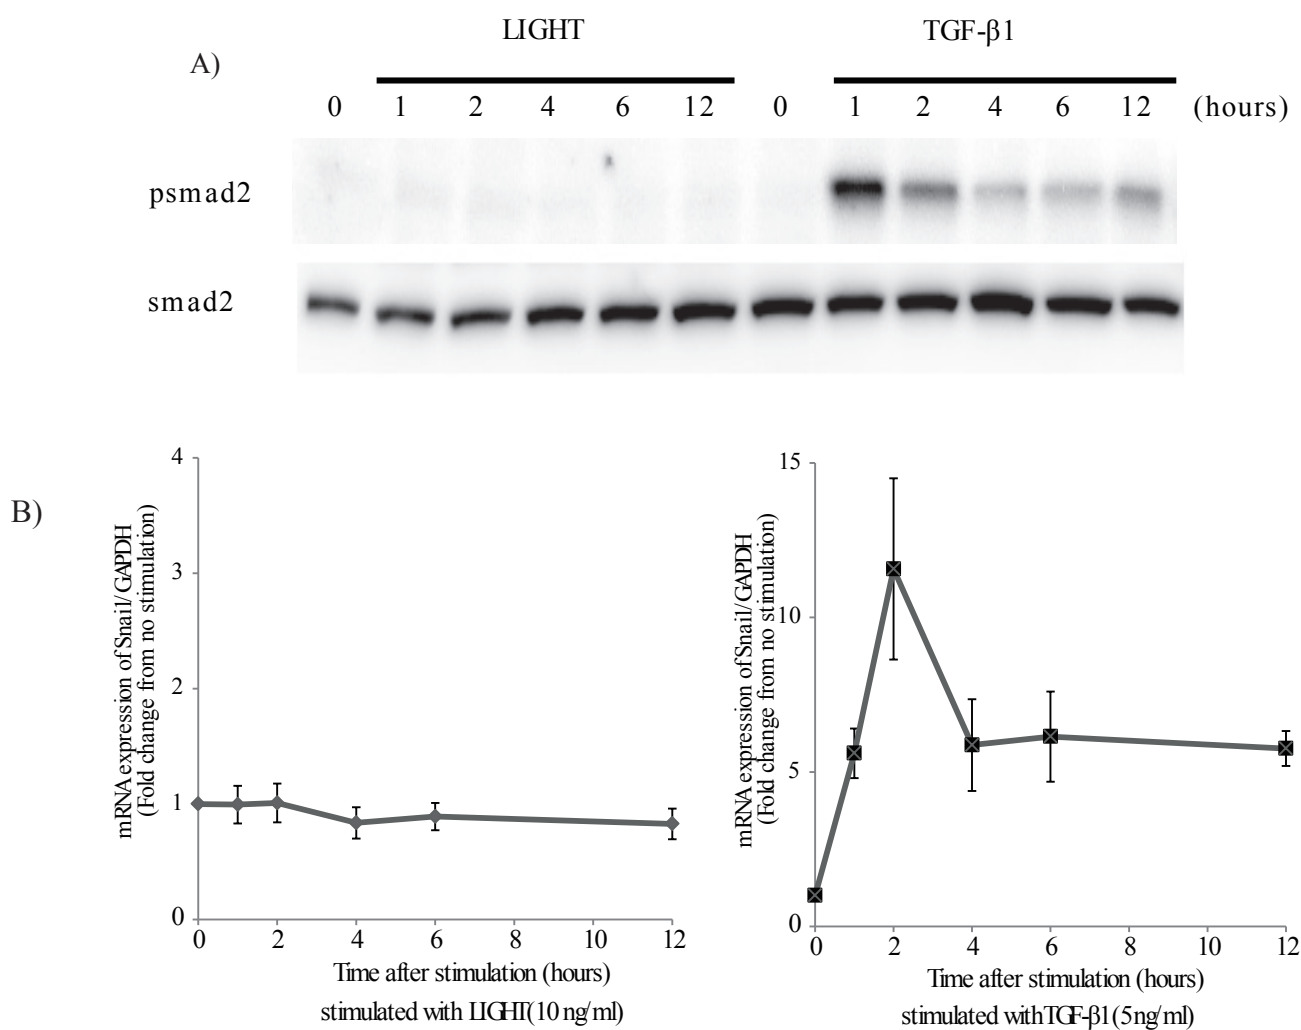 LIGHT TGF-β1
A)
0 1 2 4 6 12 0 1 2 4 6 12 (hours)
psmad2
smad2
B)
mRNA expression of Snail/GAPDH
(Fold change from no stimulation)
4
3
2
1
0
0 2 4 6 8 10 12
Time after stimulation (hours)
stimulated with LIGHT(10 ng/ml)
mRNA expression of Snail/GAPDH
(Fold change from no stimulation)
15
10
5
0
0 2 4 6 8 10 12
Time after stimulation (hours)
stimulated withTGF-β1(5ng/ml)